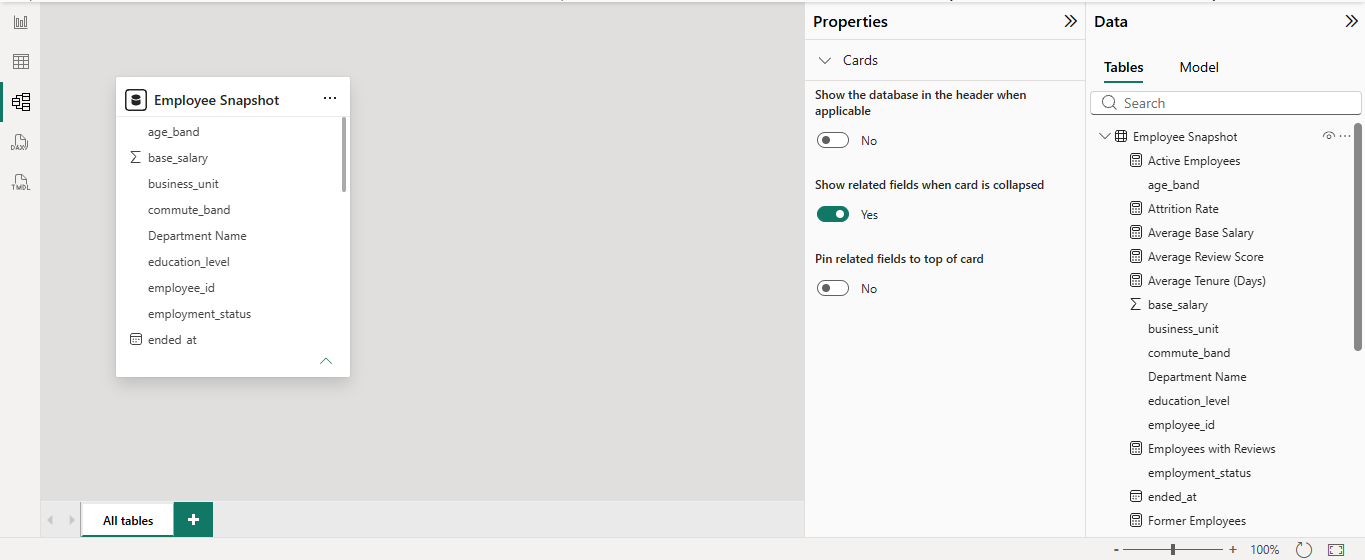 DAX
TMDL
Employee Snapshot
age_band
base_salary
business_unit
commute_band
Department Name
education_level
employee_id
employment_status
ended_at
All tables
Properties
Cards
Show the database in the header when
applicable
No
Show related fields when card is collapsed
Yes
Pin related fields to top of card
No
Data
Tables Model
Search
Employee Snapshot
Active Employees
age_band
Attrition Rate
Average Base Salary
Average Review Score
Average Tenure (Days)
base_salary
business_unit
commute_band
Department Name
education_level
employee_id
Employees with Reviews
employment_status
ended_at
Former Employees
- + 100%